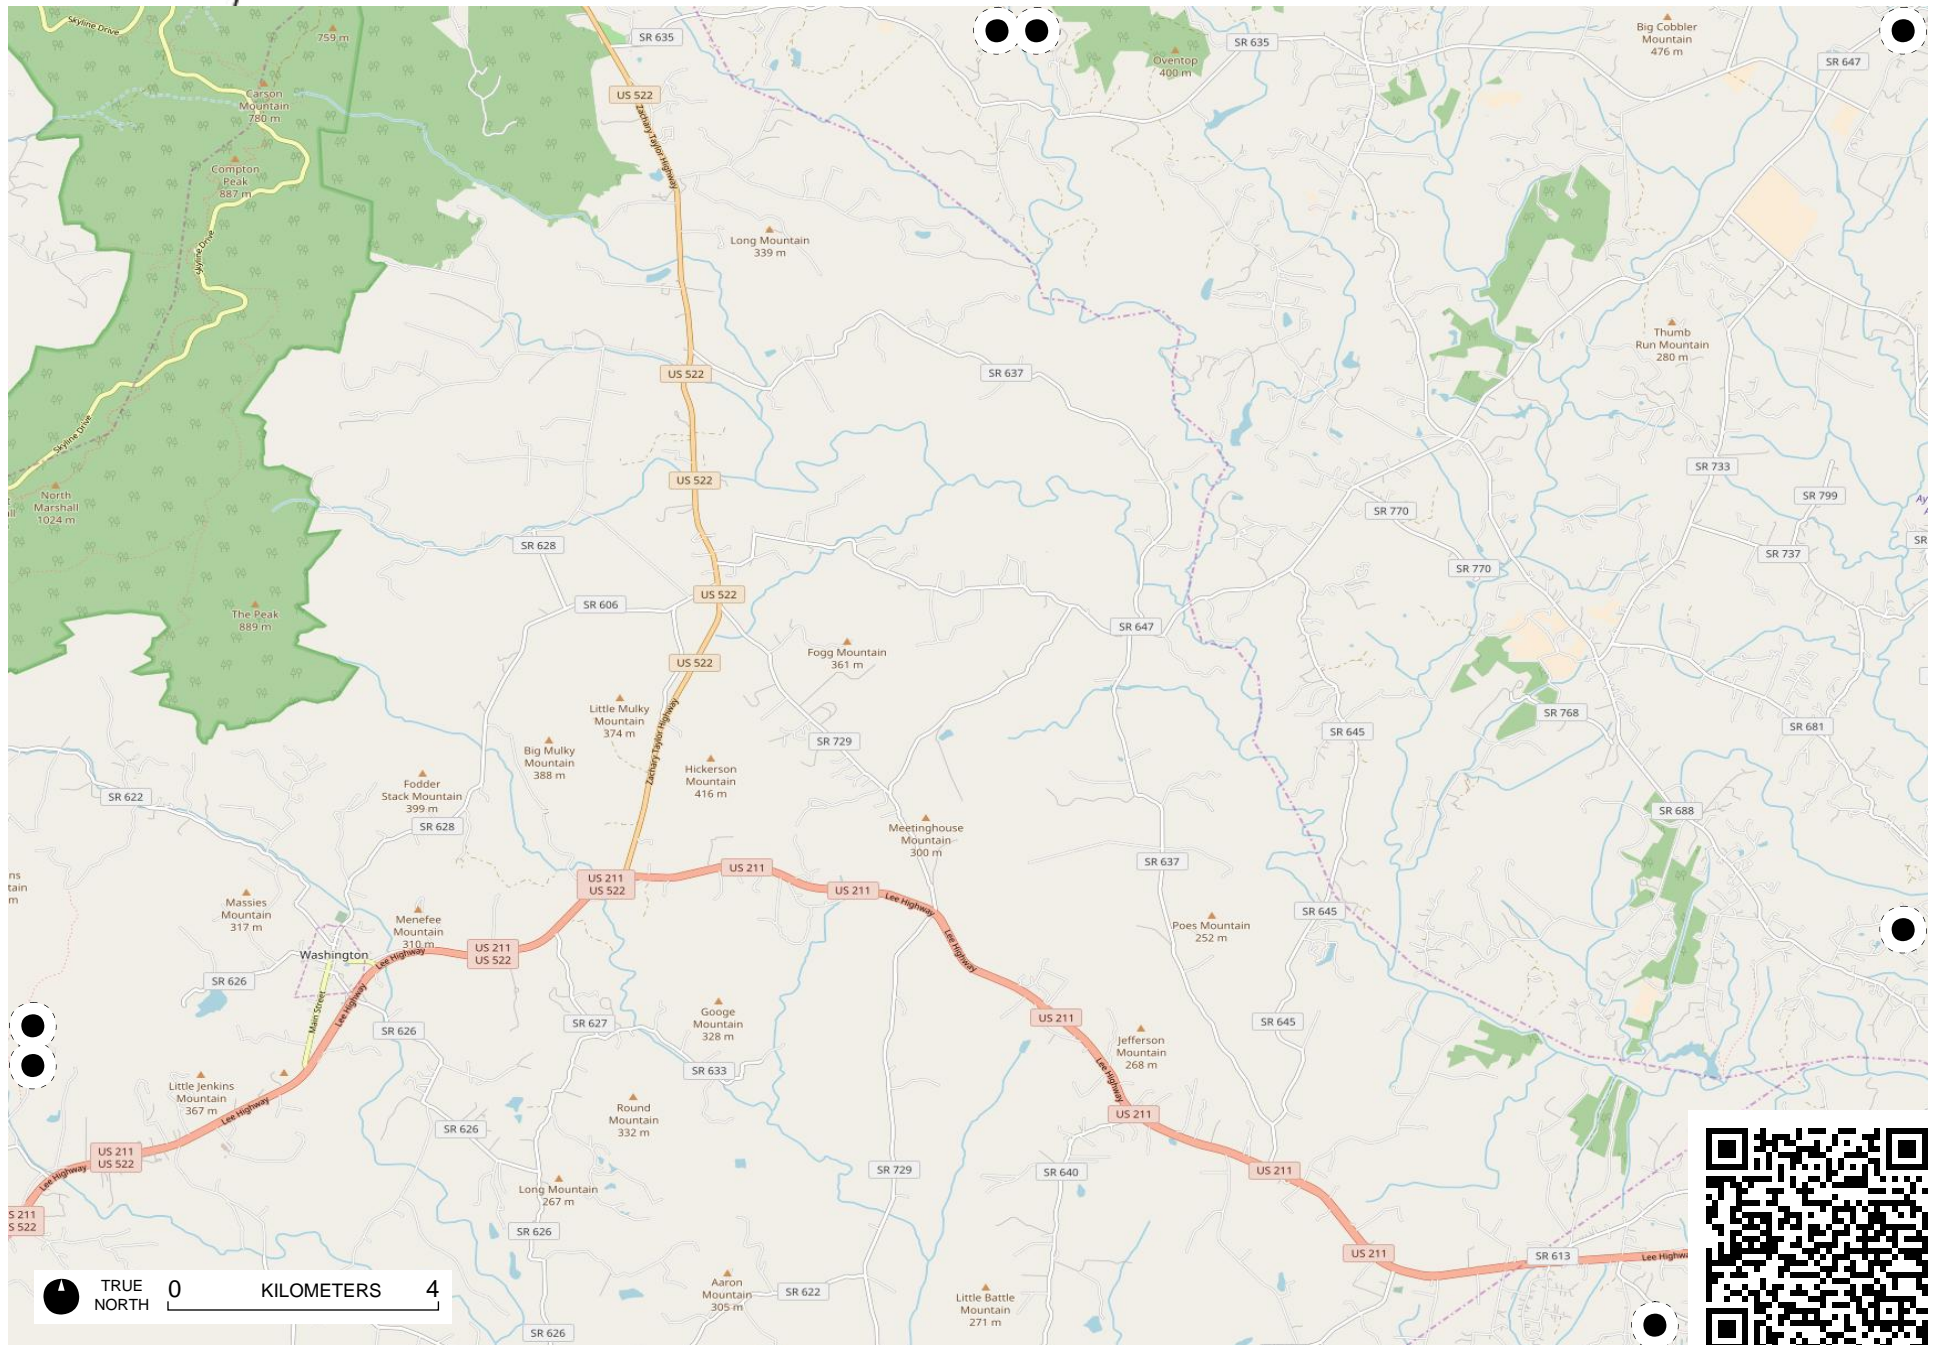 Skyline Drive
759 m
SR 635
Oventop
400 m
SR 635
Big Cobbler
Mountain
476 m
SR 647
Carson
Mountain
780 m
US 522
Zachary Taylor Highway
Compton
Peak
887 m
Skyline Drive
Long Mountain
339 m
Thumb
Run Mountain
280 m
US 522
SR 637
Skyline Drive
North
Marshall
1024 m
US 522
SR 733
SR 799
SR 770
SR
SR 628
SR 737
SR 770
The Peak
889 m
SR 606
US 522
SR 647
Fogg Mountain
361 m
US 522
Little Mulky
Mountain
374 m
Zachary Taylor Highway
SR 768
SR 681
SR 645
SR 729
Big Mulky
Mountain
388 m
Hickerson
Mountain
416 m
Fodder
Stack Mountain
399 m
SR 622
SR 628
SR 688
Meetinghouse
Mountain
300 m
SR 637
US 211
US 522
US 211
US 211
Lee Highway
Massies
Mountain
317 m
Menefee
Mountain
310 m
SR 645
Poes Mountain
252 m
Washington
Lee Highway
US 211
US 522
Lee Highway
SR 626
Main Street
Lee Highway
SR 626
SR 627
Googe
Mountain
328 m
US 211
SR 645
Jefferson
Mountain
268 m
SR 633
Lee Highway
Little Jenkins
Mountain
367 m
Lee Highway
Round
Mountain
332 m
US 211
SR 626
US 211
US 522
Lee Highway
SR 729
SR 640
US 211
Long Mountain
267 m
S 211
S 522
SR 626
US 211
SR 613
Lee Highwa
TRUE
NORTH
0 KILOMETERS 4
Aaron
Mountain
305 m
SR 622
Little Battle
Mountain
271 m
SR 626